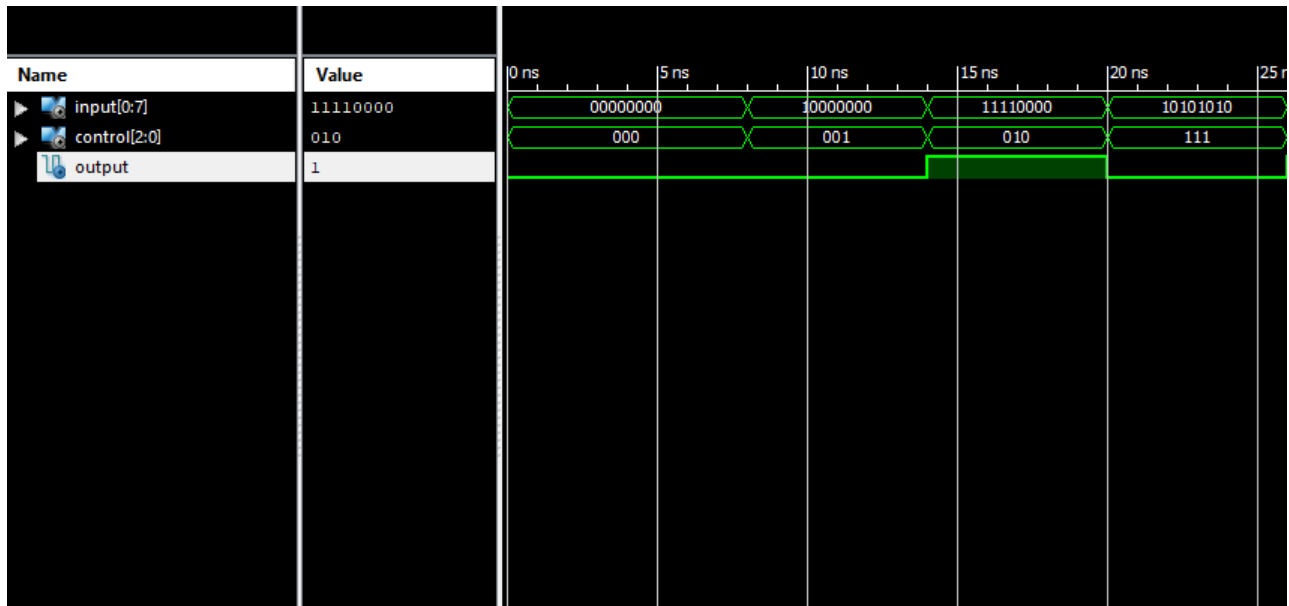 Name Value 0 ns 5 ns 10 ns 15 ns 20 ns 25 r
input[0:7] 11110000 00000000 10000000 11110000 10101010
control[2:0] 010 000 001 010 111
output 1